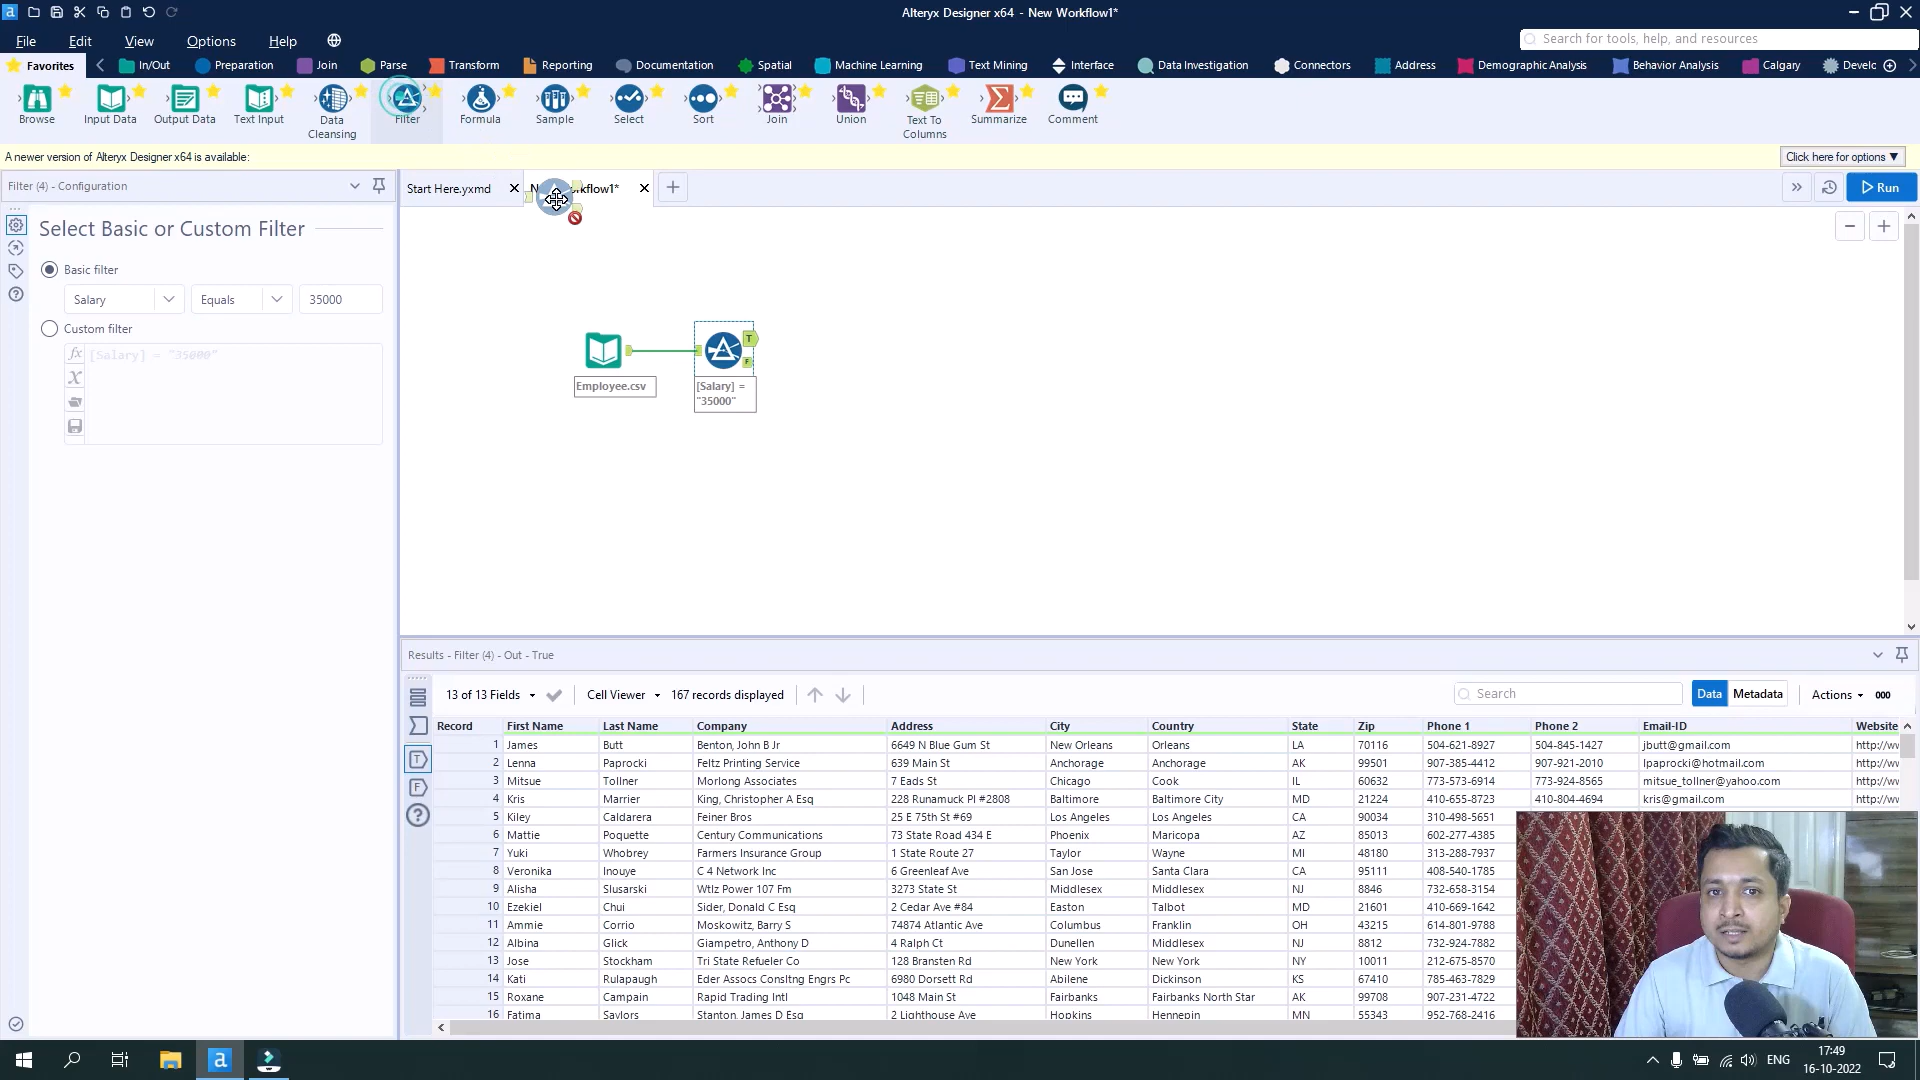 Alteryx Designer x64 - New Workflow1*
File Edit View Options Help
Search for tools, help, and resources
Favorites In/Out Preparation Join Parse Transform Reporting Documentation Spatial Machine Learning Text Mining Interface Data Investigation Connectors Address Demographic Analysis Behavior Analysis Calgary Develo
Browse Input Data Output Data Text Input Data Cleansing Filter Formula Sample Select Sort Join Union Text To Columns Summarize Comment
A newer version of Alteryx Designer x64 is available:
Click here for options ▼
Filter (4) - Configuration
Start Here.yxmd
rkflow1*
Run
Select Basic or Custom Filter
Basic filter
Salary Equals 35000
Custom filter
fx [Salary] = "35000"
X
T
F
Employee.csv
[Salary] =
"35000"
Results - Filter (4) - Out - True
13 of 13 Fields Cell Viewer 167 records displayed Search Data Metadata Actions 000
Record First Name Last Name Company Address City Country State Zip Phone 1 Phone 2 Email-ID Website
1 James Butt Benton, John B Jr 6649 N Blue Gum St New Orleans Orleans LA 70116 504-621-8927 504-845-1427 jbutt@gmail.com http://w
2 Lenna Paprocki Feltz Printing Service 639 Main St Anchorage Anchorage AK 99501 907-385-4412 907-921-2010 lpaprocki@hotmail.com http://w
3 Mitsue Tollner Morlong Associates 7 Eads St Chicago Cook IL 60632 773-573-6914 773-924-8565 mitsue_tollner@yahoo.com http://w
4 Kris Marrier King, Christopher A Esq 228 Runamuck Pl #2808 Baltimore Baltimore City MD 21224 410-655-8723 410-804-4694 kris@gmail.com http://w
5 Kiley Caldarera Feiner Bros 25 E 75th St #69 Los Angeles Los Angeles CA 90034 310-498-5651
6 Mattie Poquette Century Communications 73 State Road 434 E Phoenix Maricopa AZ 85013 602-277-4385
7 Yuki Whobrey Farmers Insurance Group 1 State Route 27 Taylor Wayne MI 48180 313-288-7937
8 Veronika Inouye C 4 Network Inc 6 Greenleaf Ave San Jose Santa Clara CA 95111 408-540-1785
9 Alisha Slusarski Wtlz Power 107 Fm 3273 State St Middlesex Middlesex NJ 8846 732-658-3154
10 Ezekiel Chui Sider, Donald C Esq 2 Cedar Ave #84 Easton Talbot MD 21601 410-669-1642
11 Ammie Corrio Moskowitz, Barry S 74874 Atlantic Ave Columbus Franklin OH 43215 614-801-9788
12 Albina Glick Giampetro, Anthony D 4 Ralph Ct Dunellen Middlesex NJ 8812 732-924-7882
13 Jose Stockham Tri State Refueler Co 128 Bransten Rd New York New York NY 10011 212-675-8570
14 Kati Rulapaugh Eder Assocs Consltng Engrs Pc 6980 Dorsett Rd Abilene Dickinson KS 67410 785-463-7829
15 Roxane Campain Rapid Trading Intl 1048 Main St Fairbanks Fairbanks North Star AK 99708 907-231-4722
16 Fatima Saylors Stanton, James D Esq 2 Lighthouse Ave Hopkins Hennepin MN 55343 952-768-2416
ENG
17:49
16-10-2022